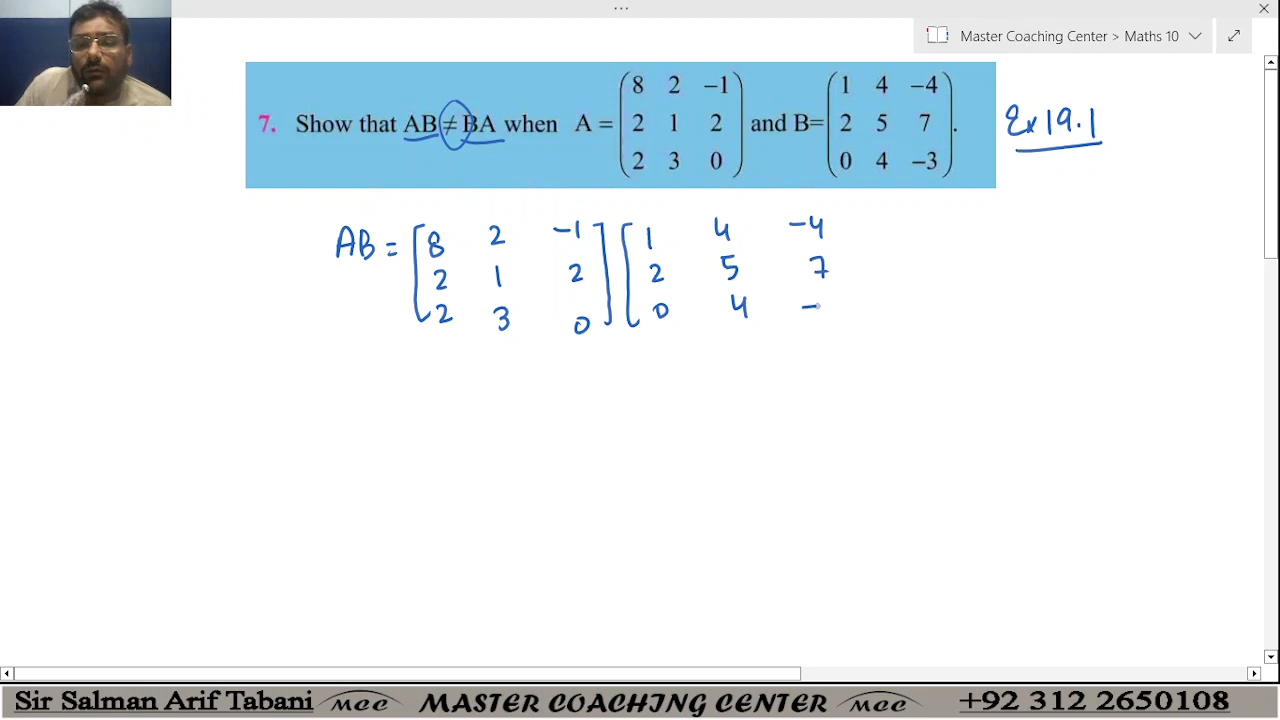 ...
Master Coaching Center > Maths 10
7. Show that AB ≠ BA when A = (8 2 −1 and B= (1 4 −4
2 1 2 2 5 7
2 3 0) 0 4 −3).
Ex 19.1
AB = [8 2 -1] [1 4 -4
2 1 2 2 5 7
2 3 0 0 4 -
Sir Salman Arif Tabani MCC MASTER COACHING CENTER MCC +92 312 2650108